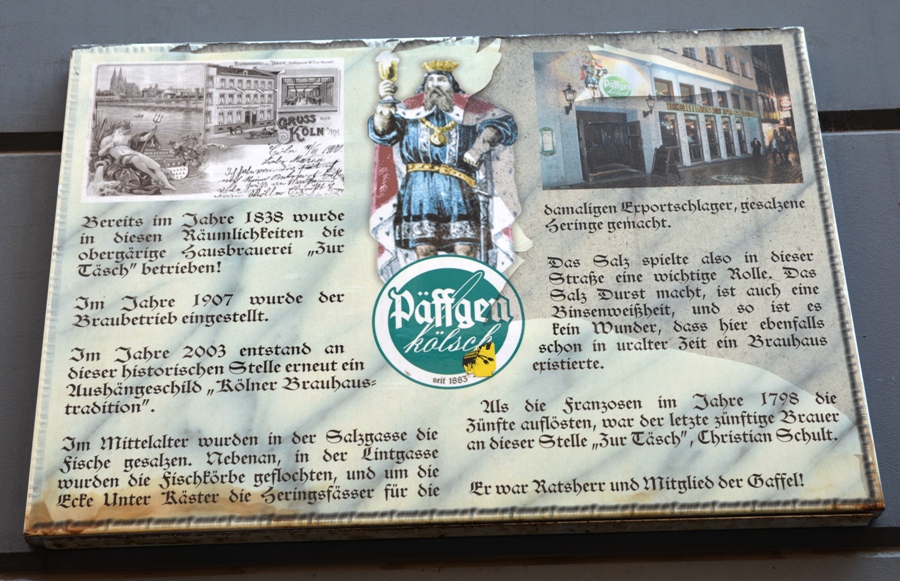 GRUSS AUS
KÖLN A/RH.
Bereits im Jahre 1838 wurde
in diesen Räumlichkeiten die
obergärige Hausbrauerei „Zur
Täsch" betrieben!
Im Jahre 1907 wurde der
Braubetrieb eingestellt.
Im Jahre 2003 entstand an
dieser historischen Stelle erneut ein
Aushängeschild „Kölner Brauhaus=
tradition".
Im Mittelalter wurden in der Salzgasse die
Fische gesalzen. Nebenan, in der Lintgasse
wurden die Fischkörbe geflochten, und um die
Ecke Unter Käster die Heringsfässer für die
Päffgen
kölsch
seit 1883
Päffgen
damaligen Exportschlager, gesalzene
Heringe gemacht.
Das Salz spielte also in dieser
Straße eine wichtige Rolle. Das
Salz Durst macht, ist auch eine
Binsenweißheit, und so ist es
kein Wunder, dass hier ebenfalls
schon in uralter Zeit ein Brauhaus
existierte.
Als die Franzosen im Jahre 1798 die
Zünfte auflösten, war der letzte zünftige Brauer
an dieser Stelle „Zur Täsch", Christian Schult.
Er war Ratsherr und Mitglied der Gaffel!